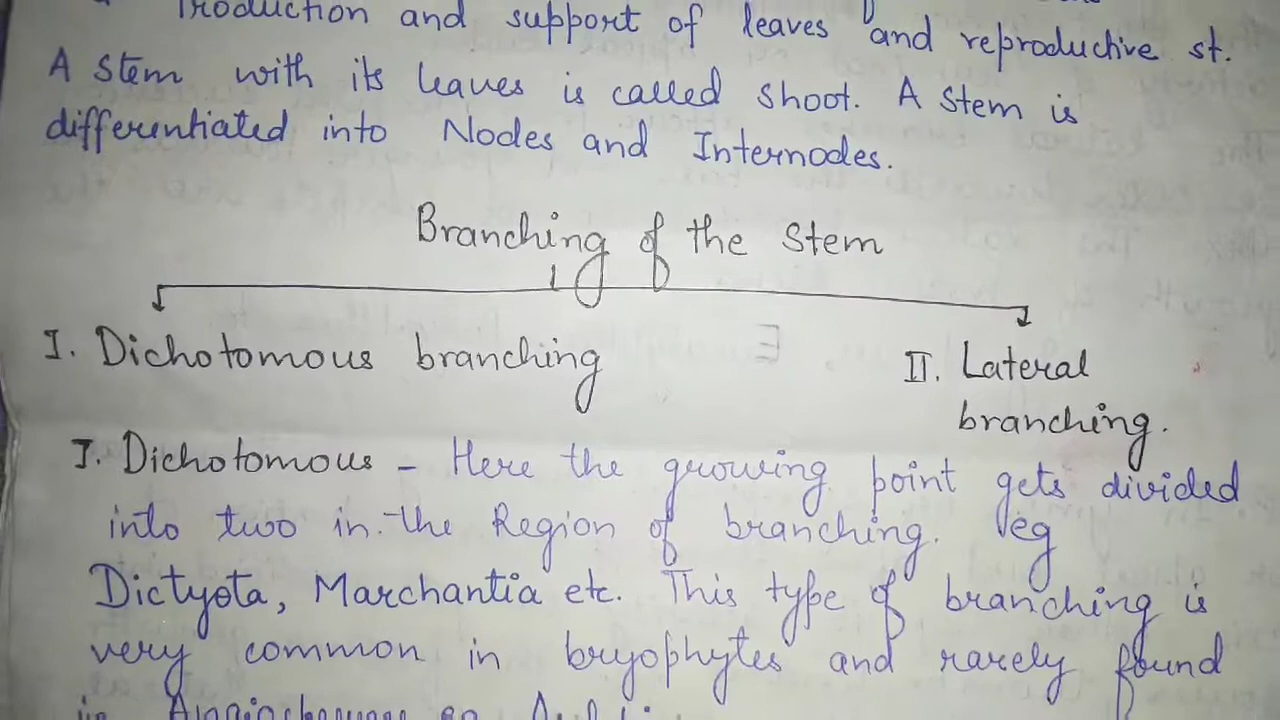 Production and support of leaves and reproductive st.
A Stem with its leaves is called shoot. A Stem is
differentiated into Nodes and Internodes.
Branching of the Stem
I. Dichotomous branching
II. Lateral
branching.
I. Dichotomous - Here the growing point gets divided
into two in the Region of branching. eg
Dictyota, Marchantia etc. This type of branching is
very common in bryophytes and rarely found
in